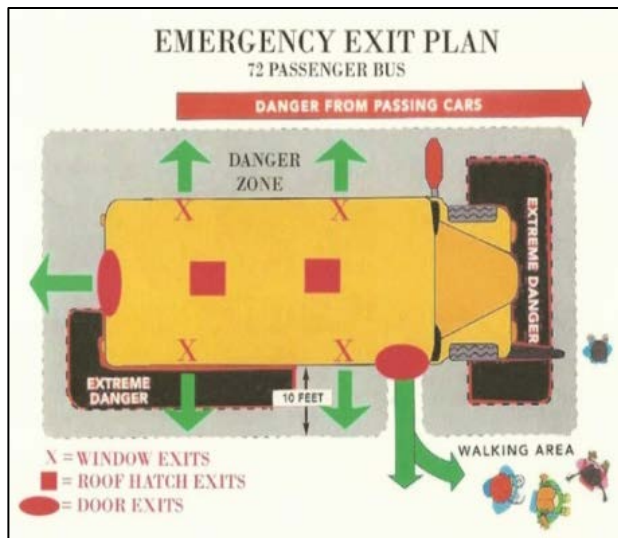 EMERGENCY EXIT PLAN
72 PASSENGER BUS
DANGER FROM PASSING CARS
DANGER
ZONE
X X
EXTREME DANGER
X X
EXTREME
DANGER
10 FEET
WALKING AREA
X = WINDOW EXITS
= ROOF HATCH EXITS
= DOOR EXITS